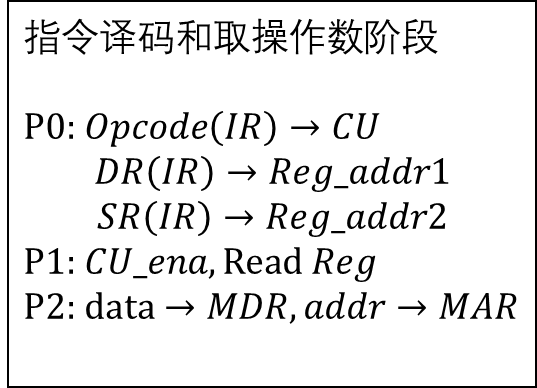 指令译码和取操作数阶段
P0: Opcode(IR) → CU
DR(IR) → Reg_addr1
SR(IR) → Reg_addr2
P1: CU_ena, Read Reg
P2: data → MDR, addr → MAR